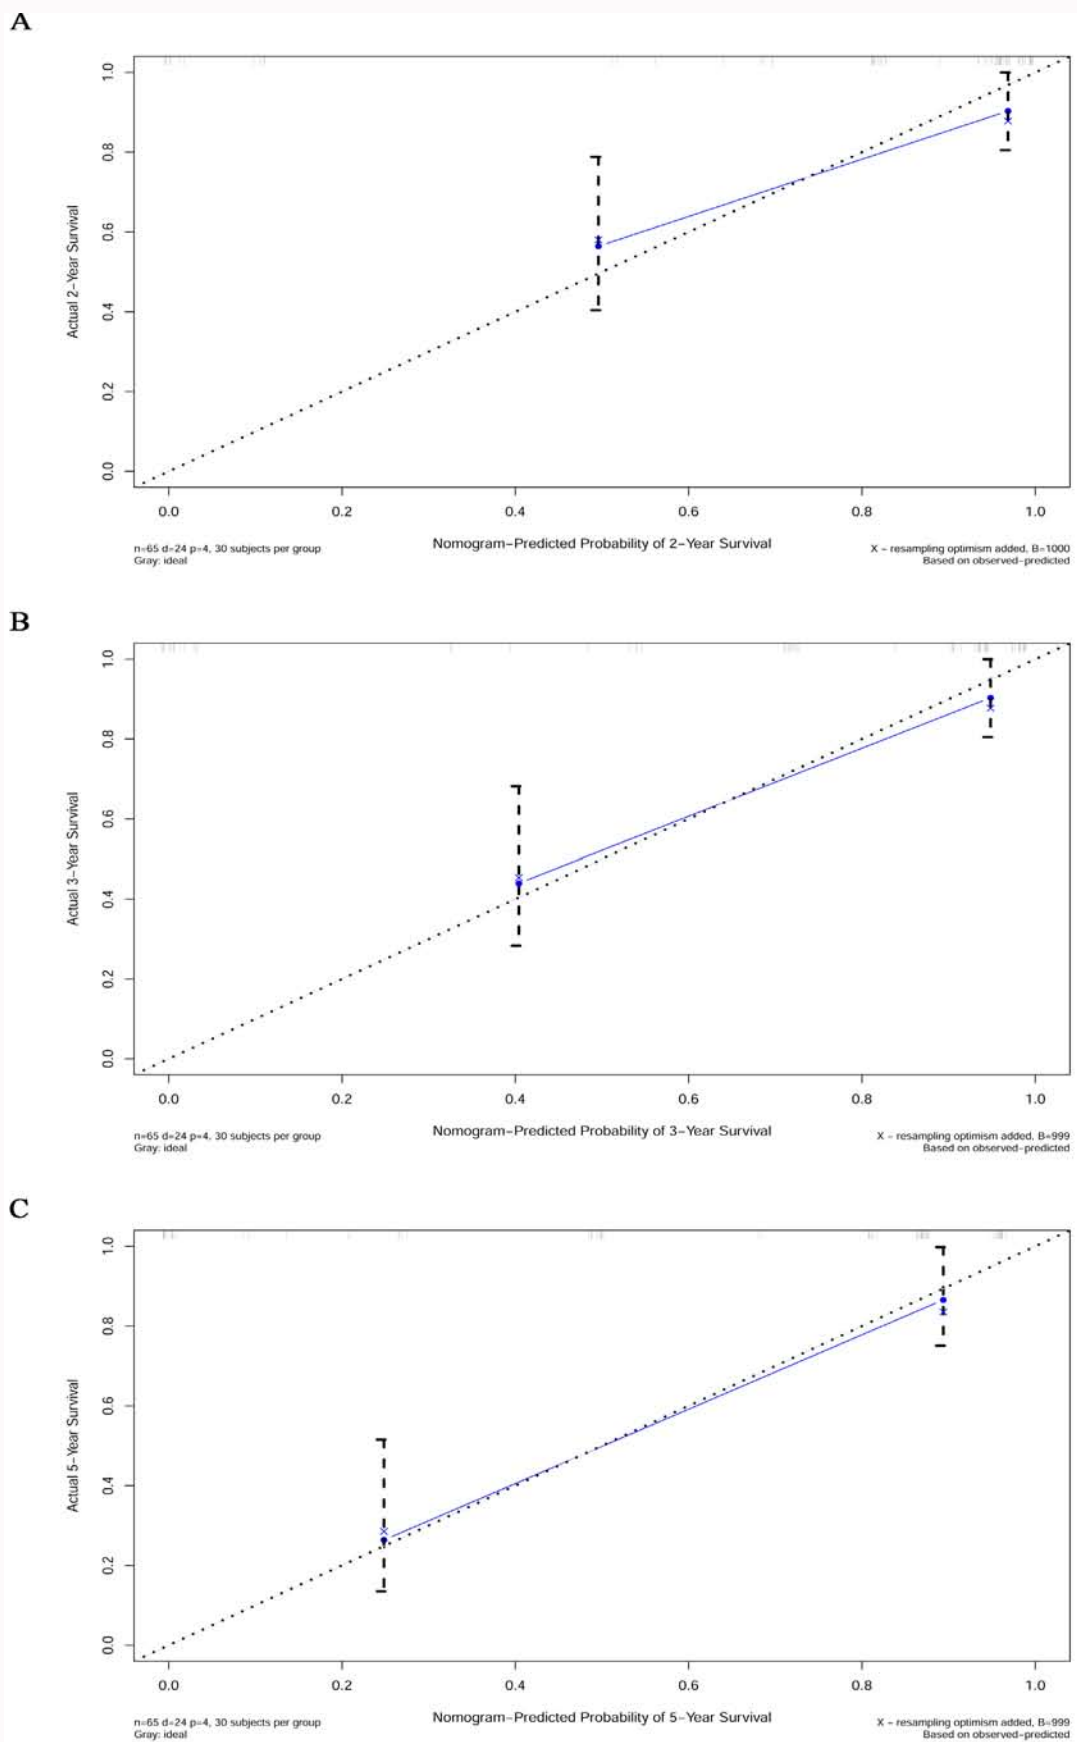 A
1.0
0.8
0.6
0.4
0.2
0.0
Actual 2−Year Survival
0.0 0.2 0.4 0.6 0.8 1.0
Nomogram−Predicted Probability of 2−Year Survival
n=65 d=24 p=4, 30 subjects per group
Gray: ideal
X − resampling optimism added, B=1000
Based on observed−predicted
B
1.0
0.8
0.6
0.4
0.2
0.0
Actual 3−Year Survival
0.0 0.2 0.4 0.6 0.8 1.0
Nomogram−Predicted Probability of 3−Year Survival
n=65 d=24 p=4, 30 subjects per group
Gray: ideal
X − resampling optimism added, B=999
Based on observed−predicted
C
1.0
0.8
0.6
0.4
0.2
0.0
Actual 5−Year Survival
0.0 0.2 0.4 0.6 0.8 1.0
Nomogram−Predicted Probability of 5−Year Survival
n=65 d=24 p=4, 30 subjects per group
Gray: ideal
X − resampling optimism added, B=999
Based on observed−predicted